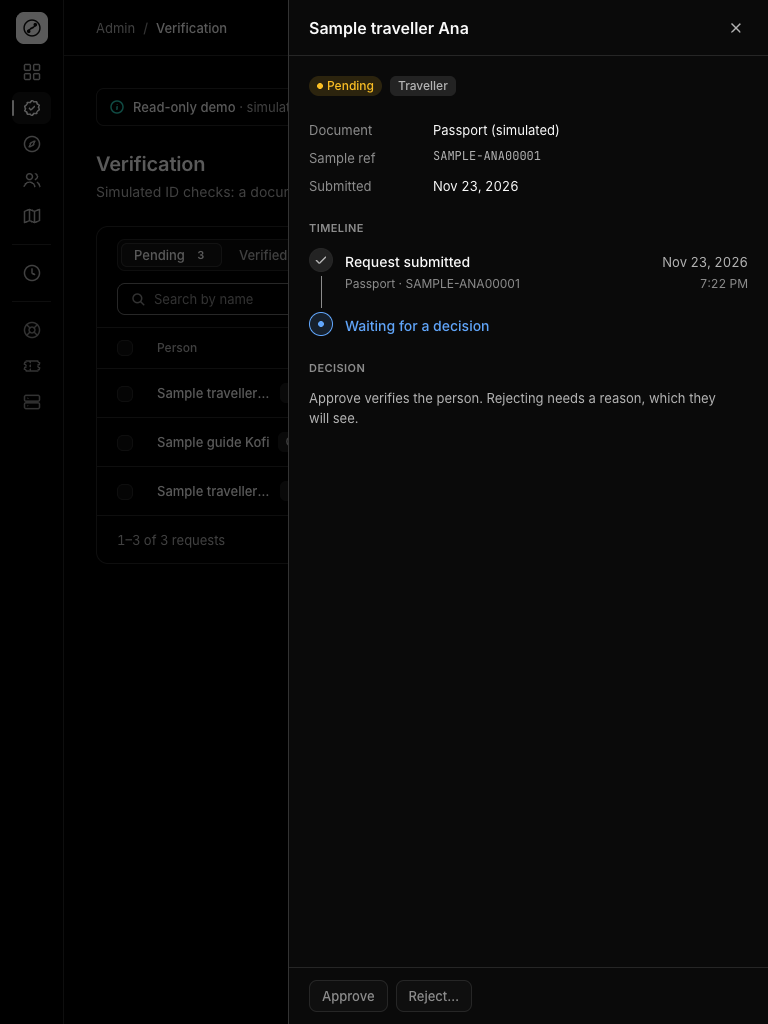 Admin / Verification
Read-only demo · simulat
Verification
Simulated ID checks: a docum
Pending 3 Verified
Search by name
Person
Sample traveller...
Sample guide Kofi
Sample traveller...
1–3 of 3 requests
Sample traveller Ana
Pending Traveller
Document Passport (simulated)
Sample ref SAMPLE-ANA00001
Submitted Nov 23, 2026
TIMELINE
Request submitted Nov 23, 2026
Passport · SAMPLE-ANA00001 7:22 PM
Waiting for a decision
DECISION
Approve verifies the person. Rejecting needs a reason, which they
will see.
Approve Reject...